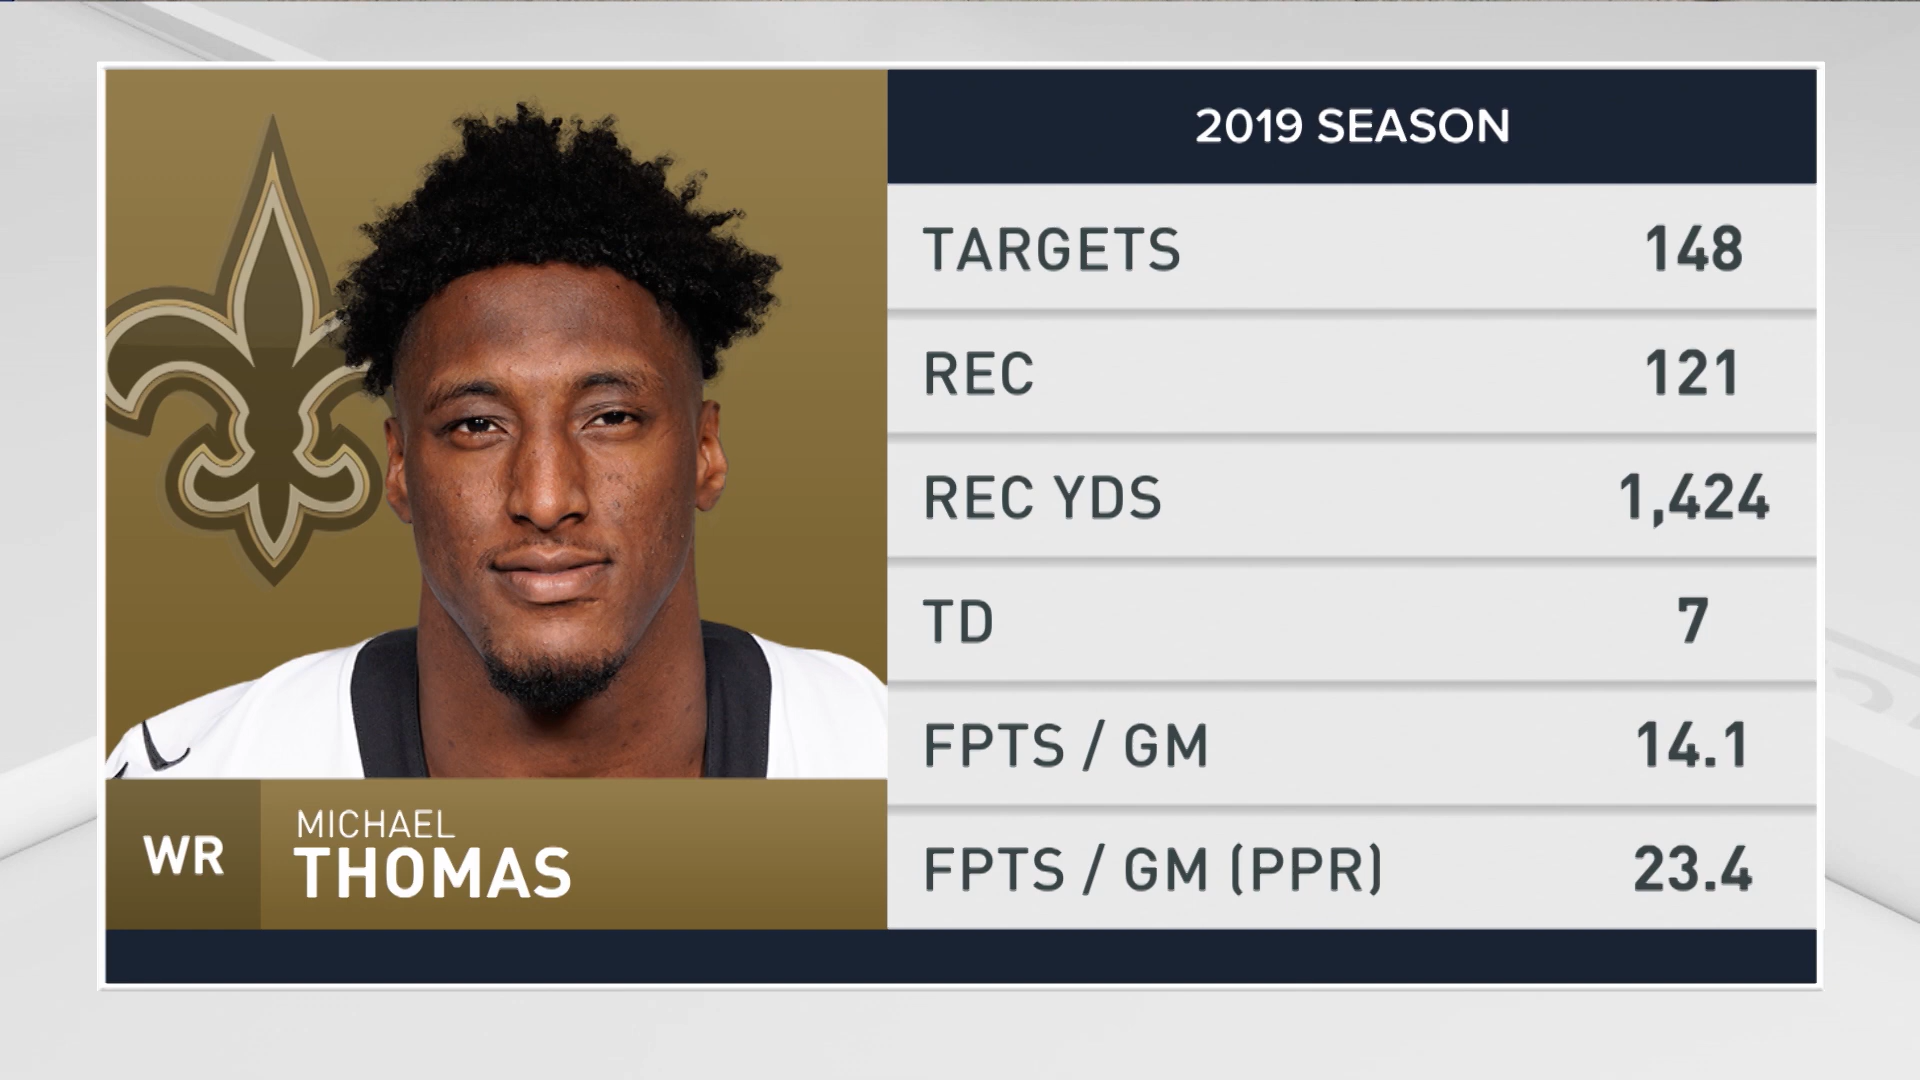 2019 SEASON
TARGETS 148
REC 121
REC YDS 1,424
TD 7
FPTS / GM 14.1
FPTS / GM (PPR) 23.4
WR
MICHAEL
THOMAS